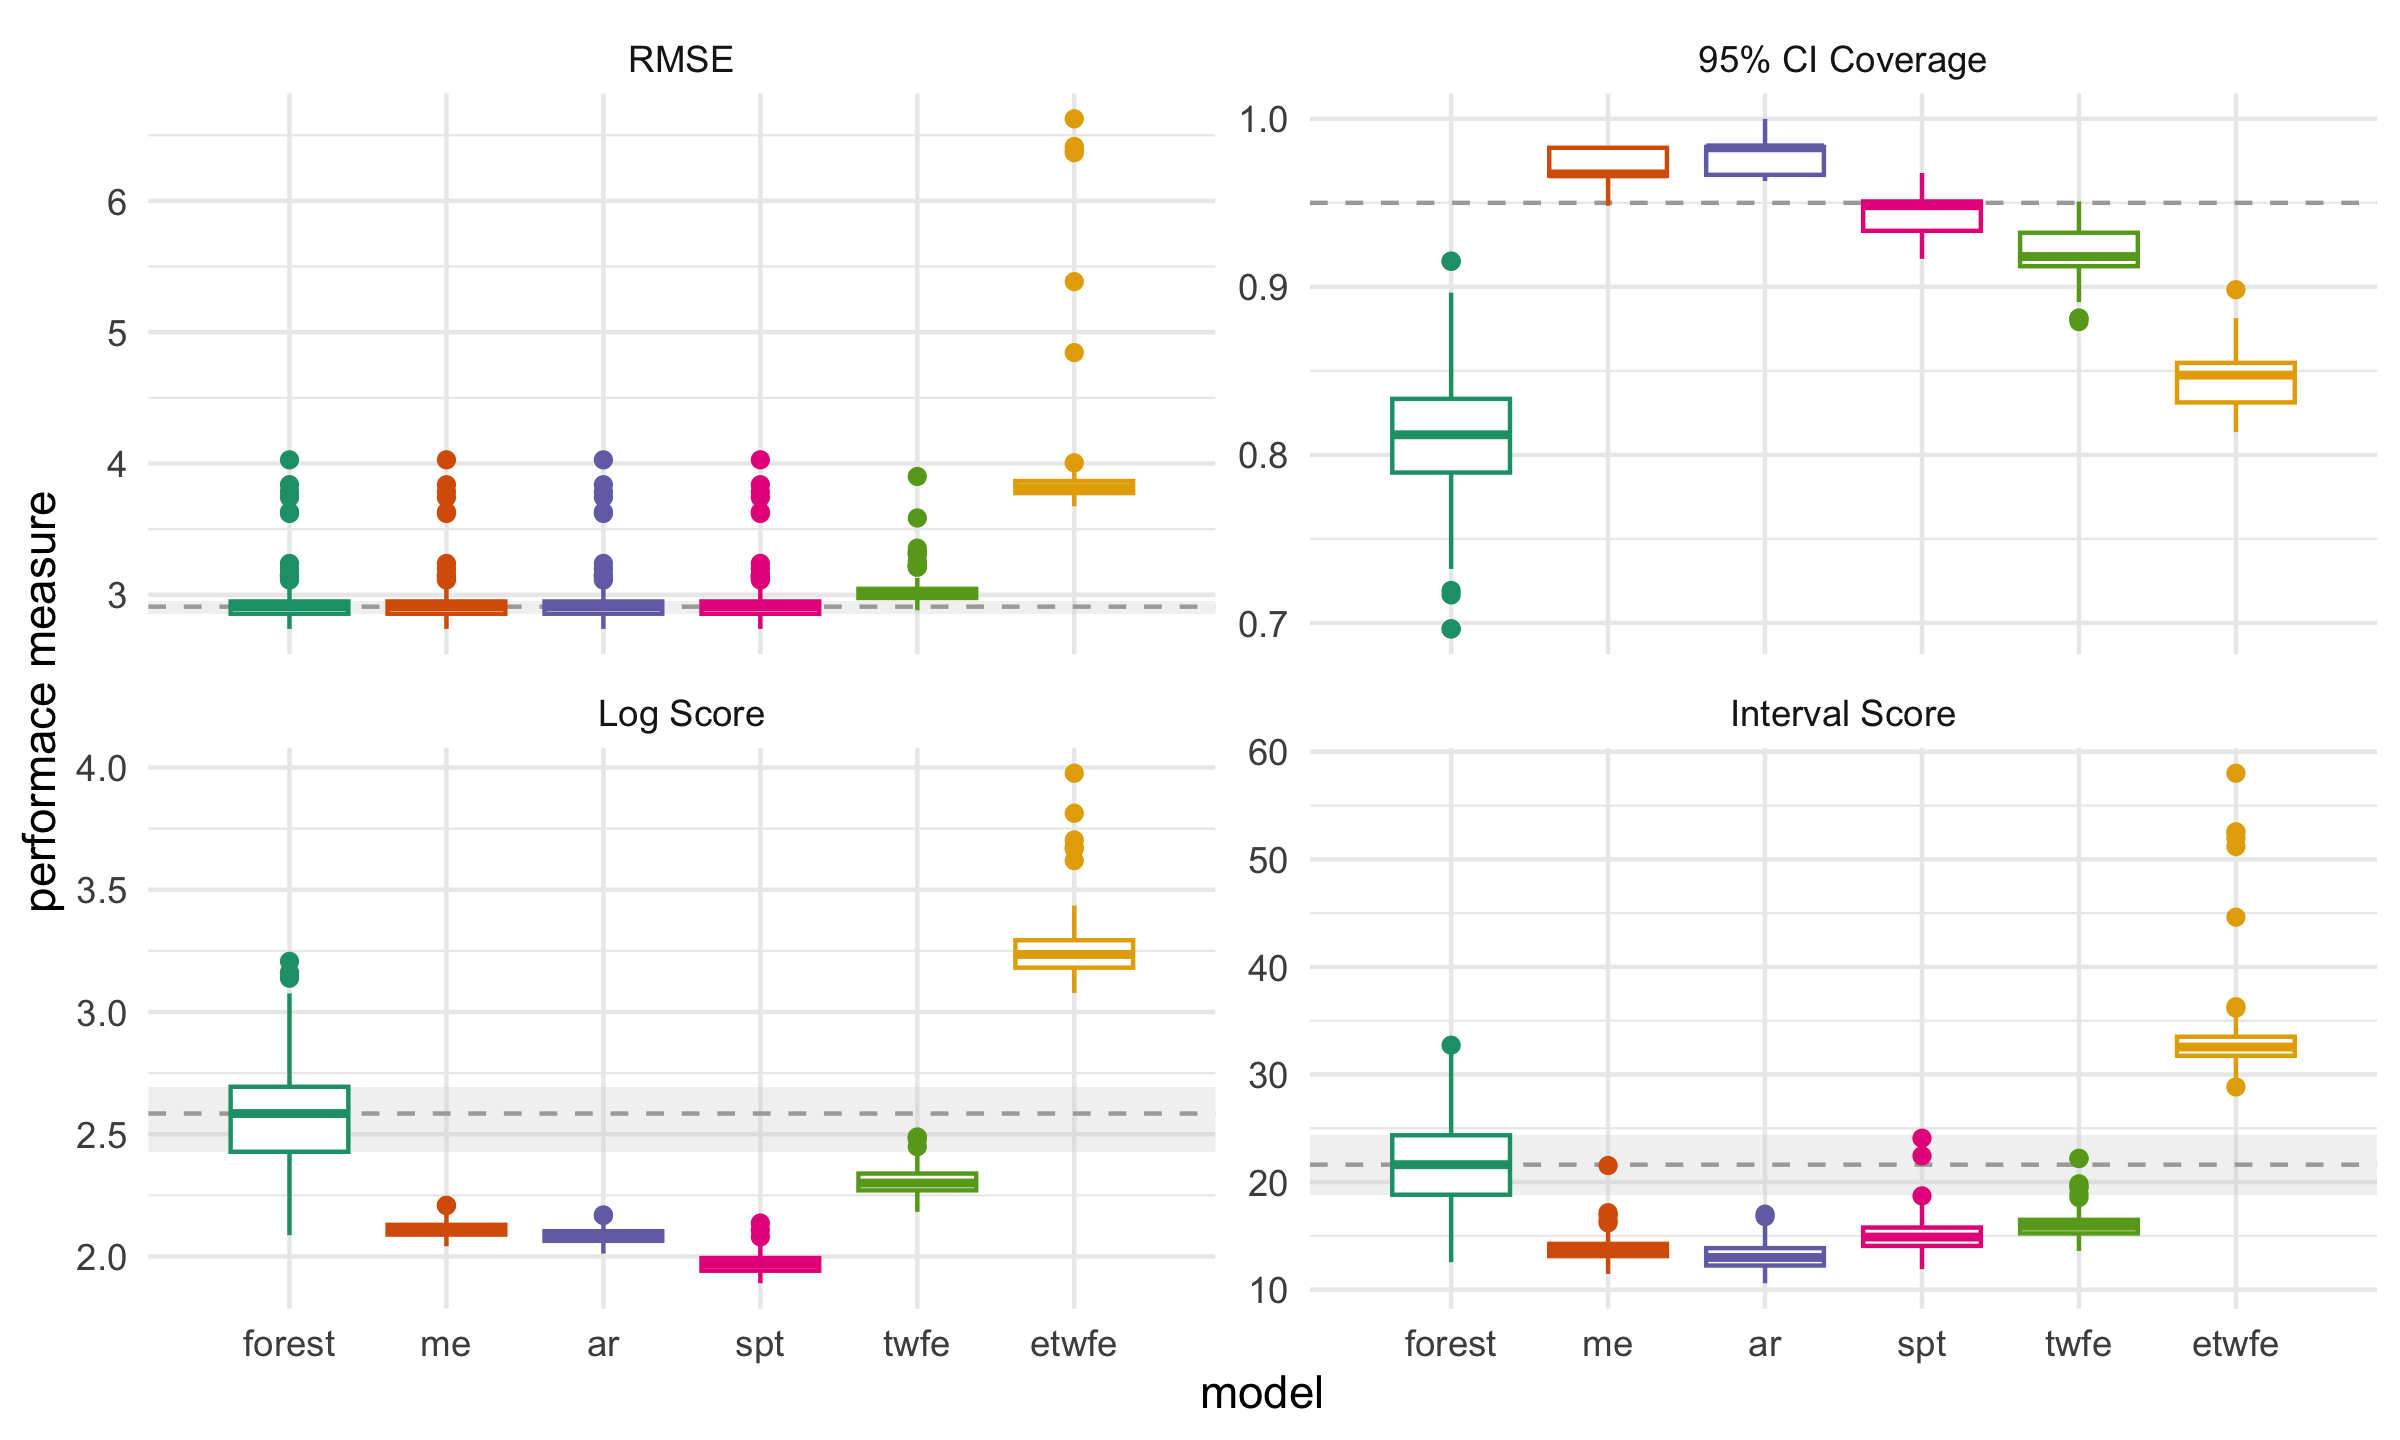 RMSE
95% CI Coverage
6
5
4
3
1.0
0.9
0.8
0.7
performace measure
Log Score
Interval Score
4.0
3.5
3.0
2.5
2.0
60
50
40
30
20
10
forest me ar spt twfe etwfe
forest me ar spt twfe etwfe
model